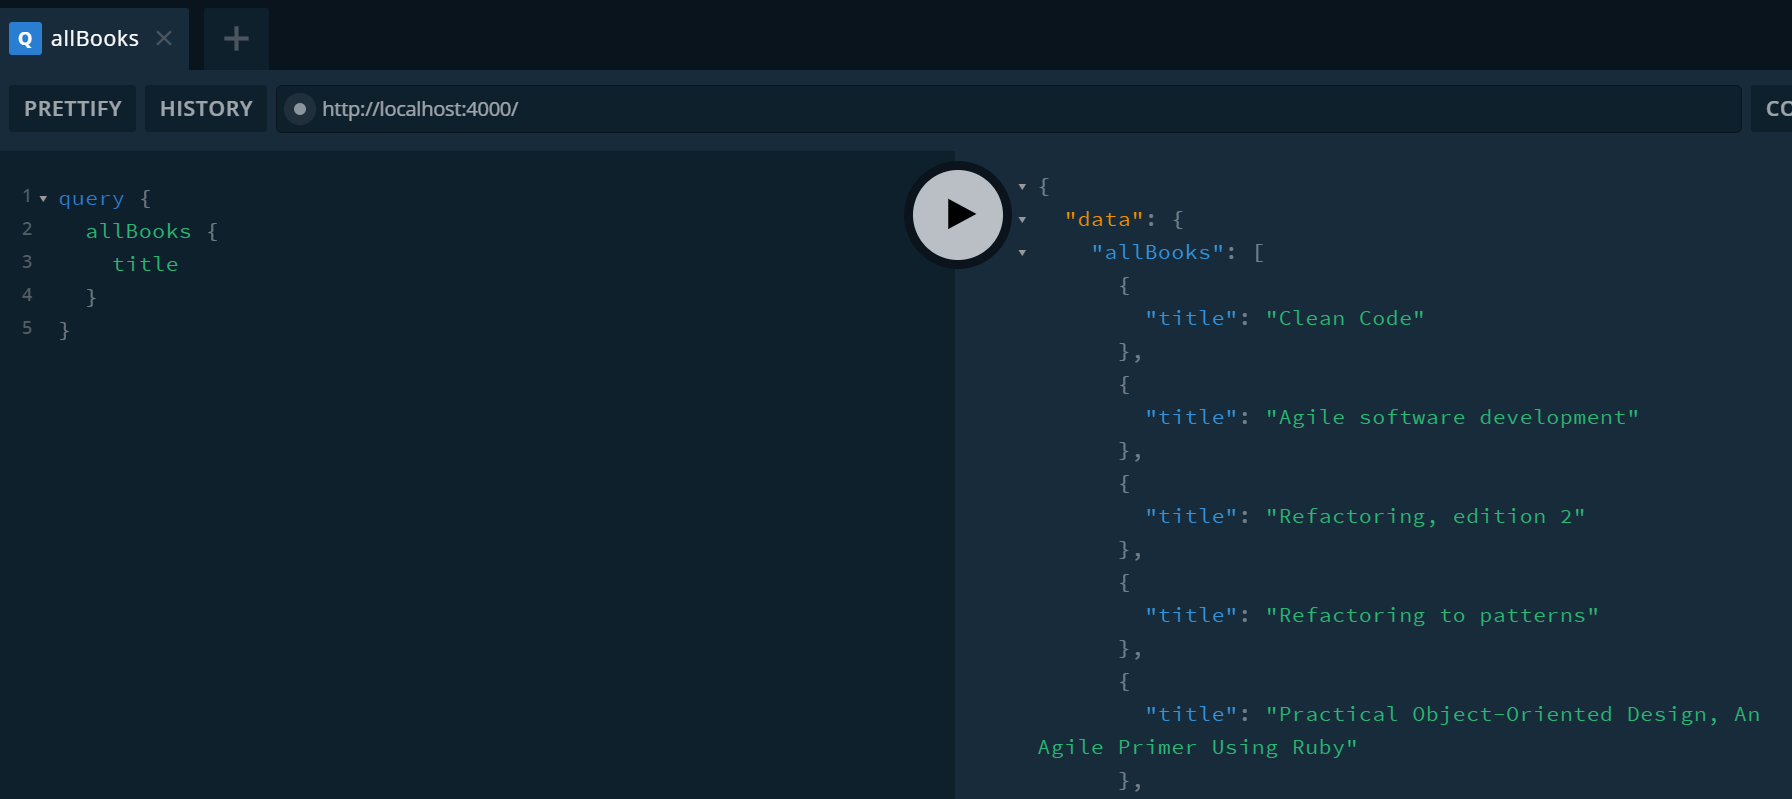 Q allBooks
PRETTIFY HISTORY http://localhost:4000/ CO
1 query {
2 allBooks {
3 title
4 }
5 }
{
"data": {
"allBooks": [
{
"title": "Clean Code"
},
{
"title": "Agile software development"
},
{
"title": "Refactoring, edition 2"
},
{
"title": "Refactoring to patterns"
},
{
"title": "Practical Object-Oriented Design, An
Agile Primer Using Ruby"
},